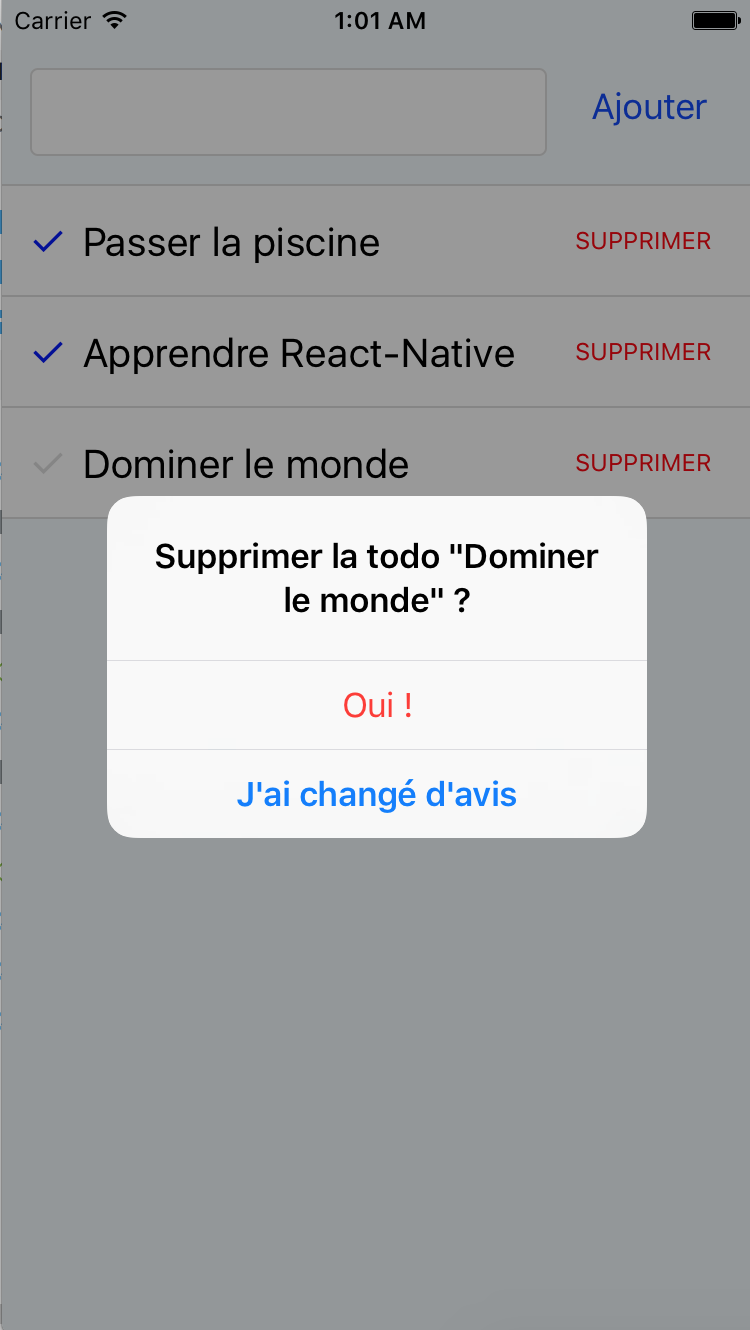 Carrier 1:01 AM
Ajouter
Passer la piscine SUPPRIMER
Apprendre React-Native SUPPRIMER
Dominer le monde SUPPRIMER
Supprimer la todo "Dominer
le monde" ?
Oui !
J'ai changé d'avis